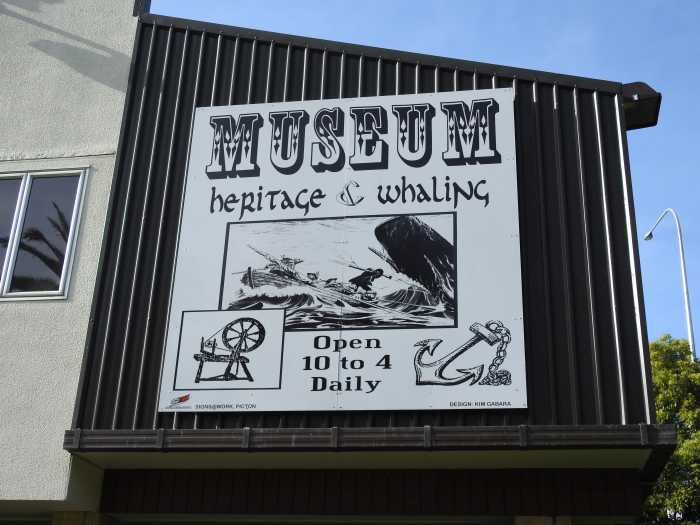 MUSEUM
heritage & whaling
Open
10 to 4
Daily
SIGNS@WORK, PICTON
DESIGN: KIM GABARA